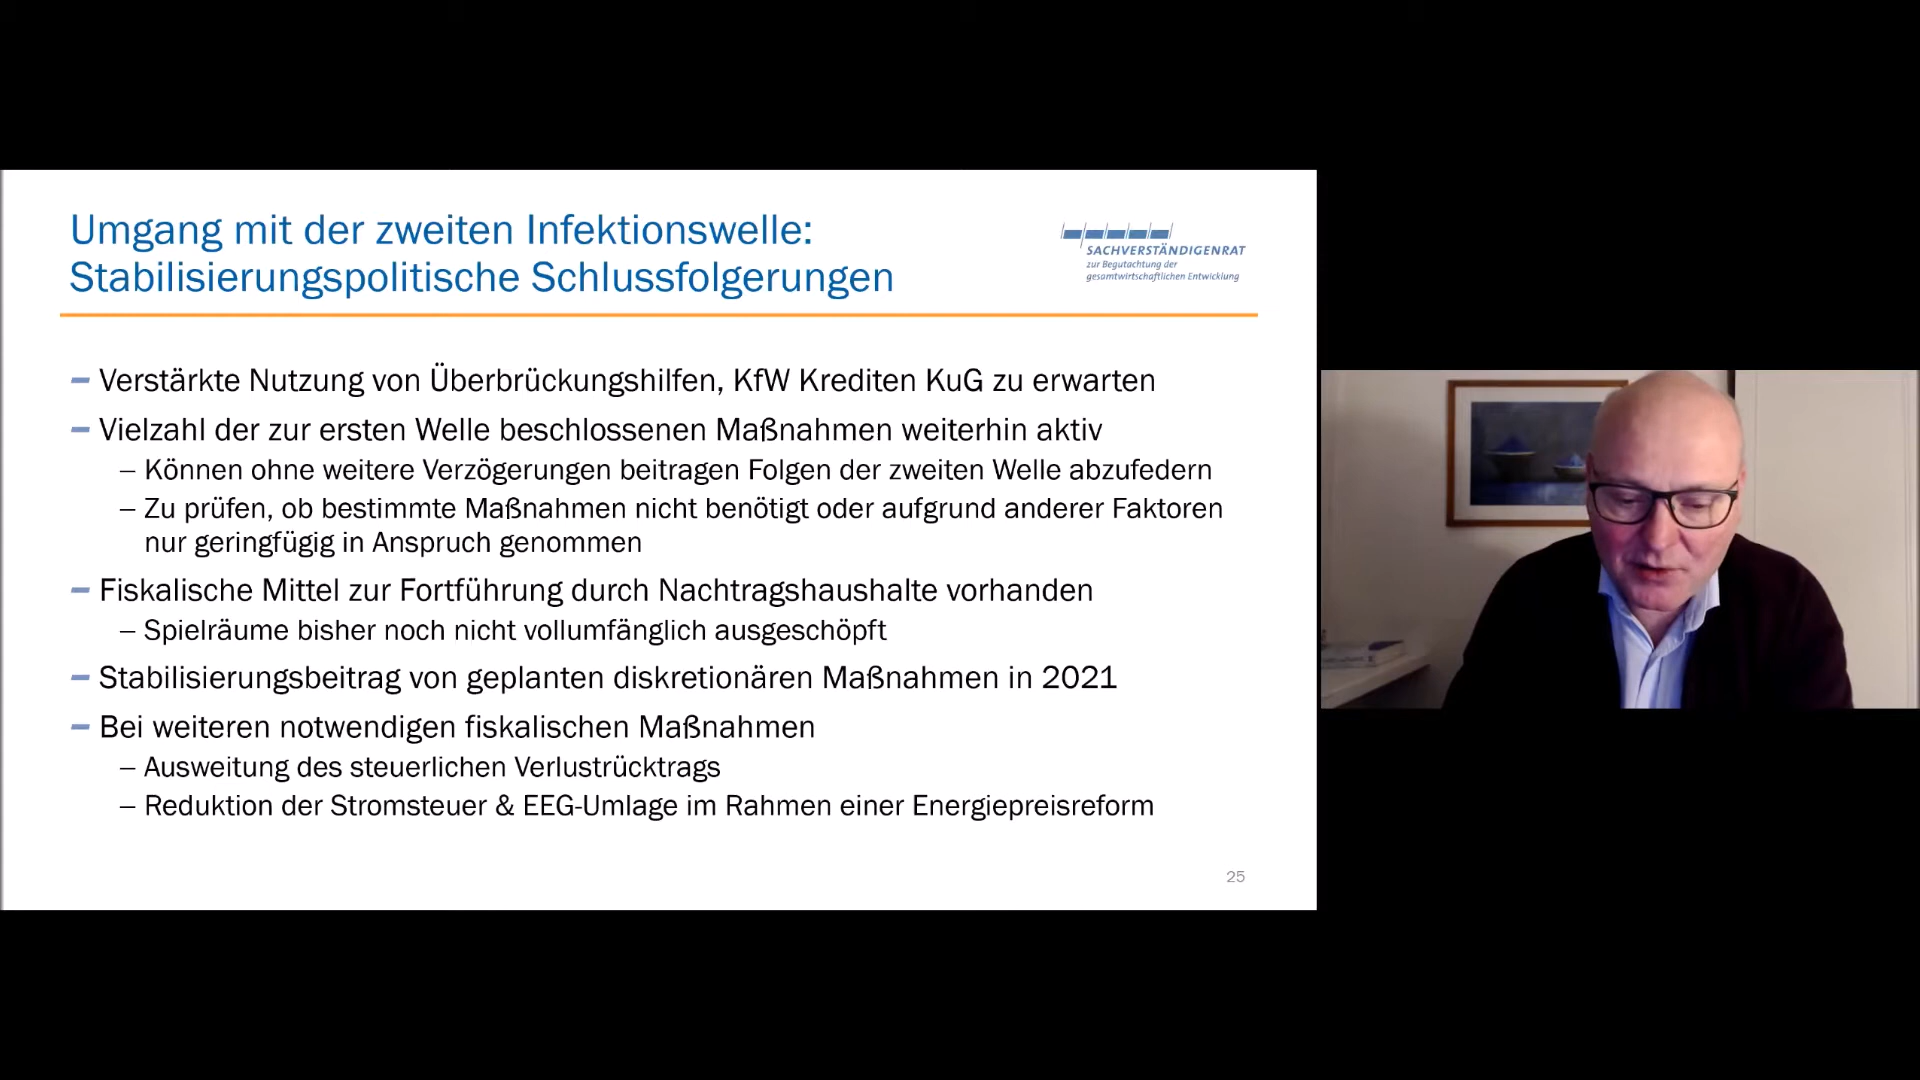 Umgang mit der zweiten Infektionswelle:
Stabilisierungspolitische Schlussfolgerungen
SACHVERSTÄNDIGENRAT
zur Begutachtung der
gesamtwirtschaftlichen Entwicklung
– Verstärkte Nutzung von Überbrückungshilfen, KfW Krediten KuG zu erwarten
– Vielzahl der zur ersten Welle beschlossenen Maßnahmen weiterhin aktiv
– Können ohne weitere Verzögerungen beitragen Folgen der zweiten Welle abzufedern
– Zu prüfen, ob bestimmte Maßnahmen nicht benötigt oder aufgrund anderer Faktoren
nur geringfügig in Anspruch genommen
– Fiskalische Mittel zur Fortführung durch Nachtragshaushalte vorhanden
– Spielräume bisher noch nicht vollumfänglich ausgeschöpft
– Stabilisierungsbeitrag von geplanten diskretionären Maßnahmen in 2021
– Bei weiteren notwendigen fiskalischen Maßnahmen
– Ausweitung des steuerlichen Verlustrücktrags
– Reduktion der Stromsteuer & EEG-Umlage im Rahmen einer Energiepreisreform
25